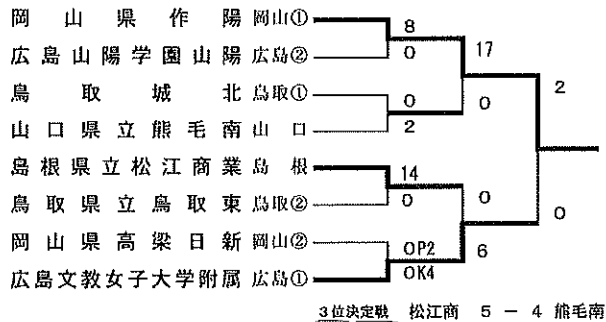 岡山県作陽 岡山① 8
広島山陽学園山陽 広島② 0
17
鳥取城北 鳥取① 0
0
2
山口県立熊毛南 山口 2
島根県立松江商業 島根 14
0
0
鳥取県立鳥取東 鳥取② 0
岡山県高梁日新 岡山② 0P2
6
広島文教女子大学附属 広島① 0K4
3位決定戦 松江商 5 － 4 熊毛南